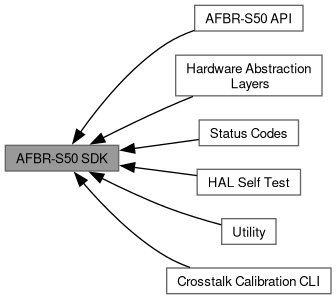 AFBR-S50 API
Hardware Abstraction
Layers
Status Codes
AFBR-S50 SDK
HAL Self Test
Utility
Crosstalk Calibration CLI